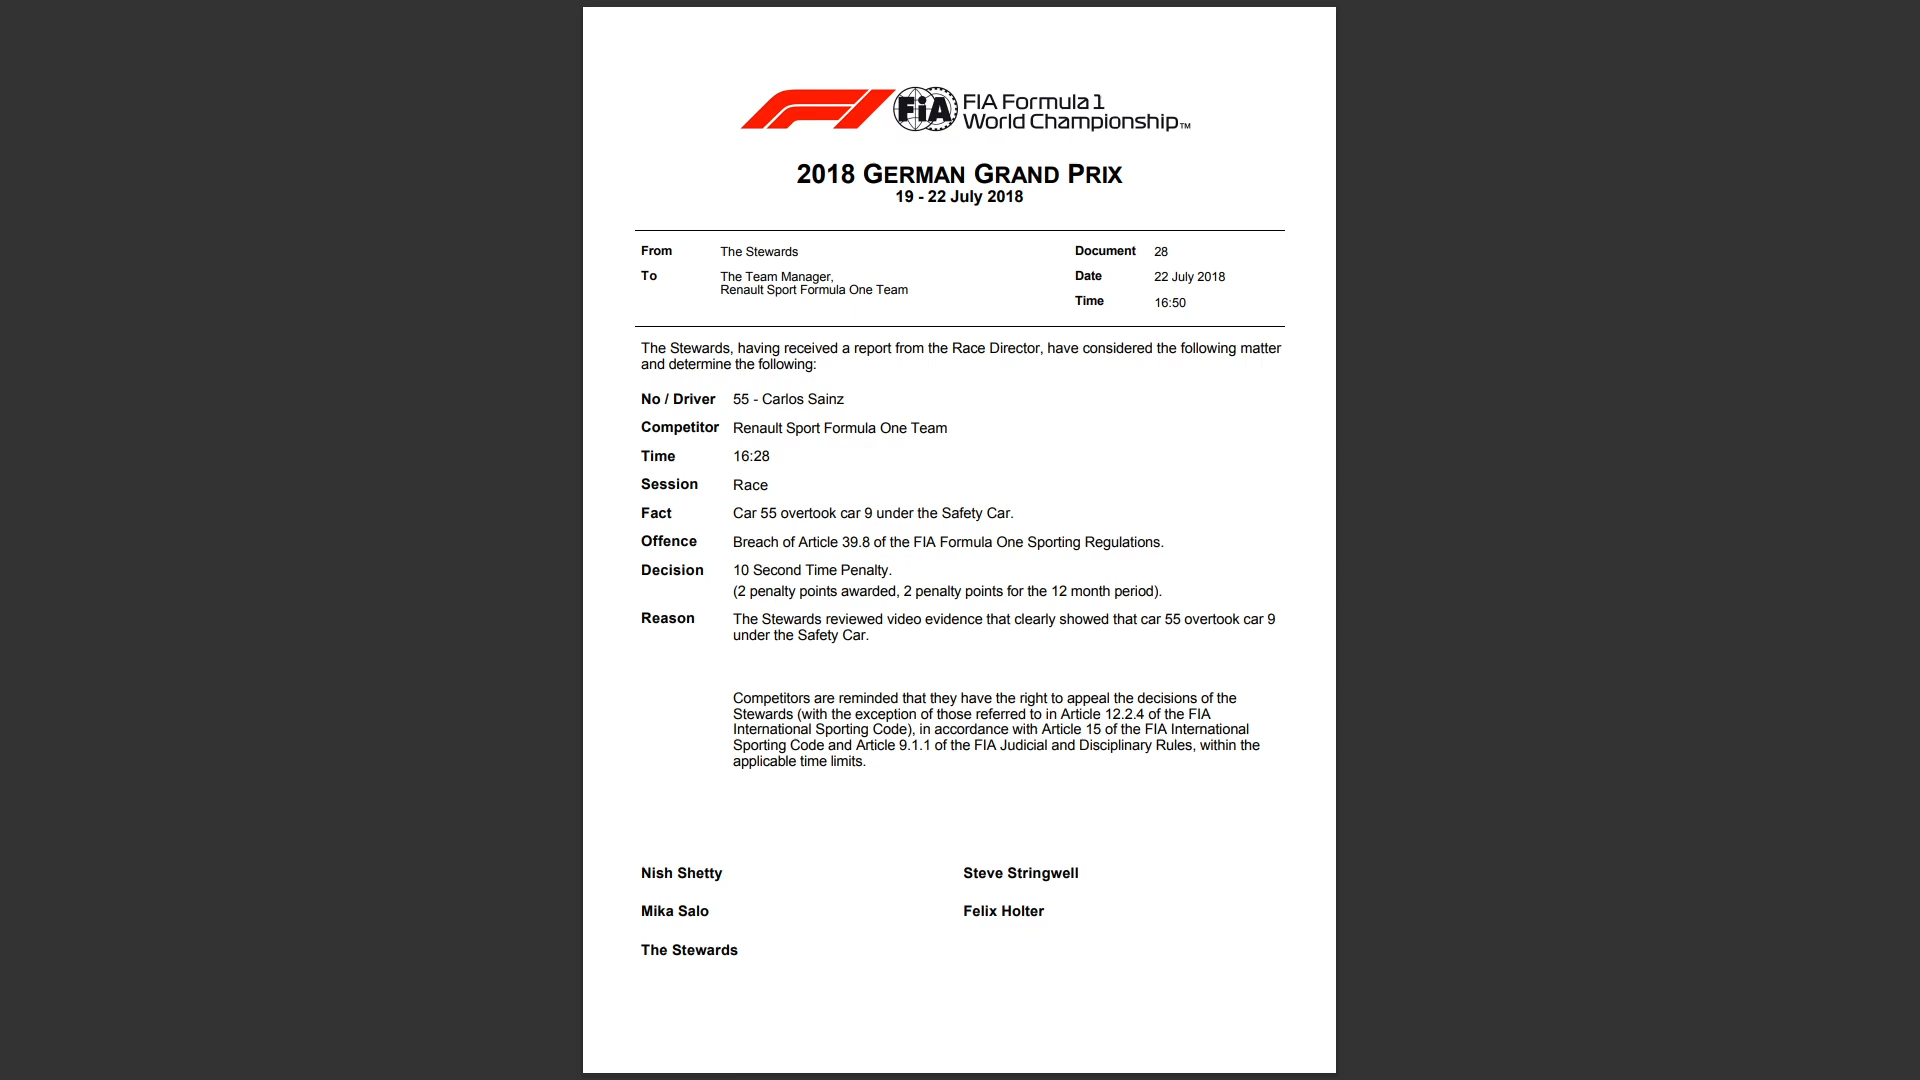 FIA FIA Formula 1
World Championship™
2018 GERMAN GRAND PRIX
19 - 22 July 2018
From The Stewards Document 28
To The Team Manager, Date 22 July 2018
Renault Sport Formula One Team
Time 16:50
The Stewards, having received a report from the Race Director, have considered the following matter
and determine the following:
No / Driver 55 - Carlos Sainz
Competitor Renault Sport Formula One Team
Time 16:28
Session Race
Fact Car 55 overtook car 9 under the Safety Car.
Offence Breach of Article 39.8 of the FIA Formula One Sporting Regulations.
Decision 10 Second Time Penalty.
(2 penalty points awarded, 2 penalty points for the 12 month period).
Reason The Stewards reviewed video evidence that clearly showed that car 55 overtook car 9
under the Safety Car.
Competitors are reminded that they have the right to appeal the decisions of the
Stewards (with the exception of those referred to in Article 12.2.4 of the FIA
International Sporting Code), in accordance with Article 15 of the FIA International
Sporting Code and Article 9.1.1 of the FIA Judicial and Disciplinary Rules, within the
applicable time limits.
Nish Shetty Steve Stringwell
Mika Salo Felix Holter
The Stewards